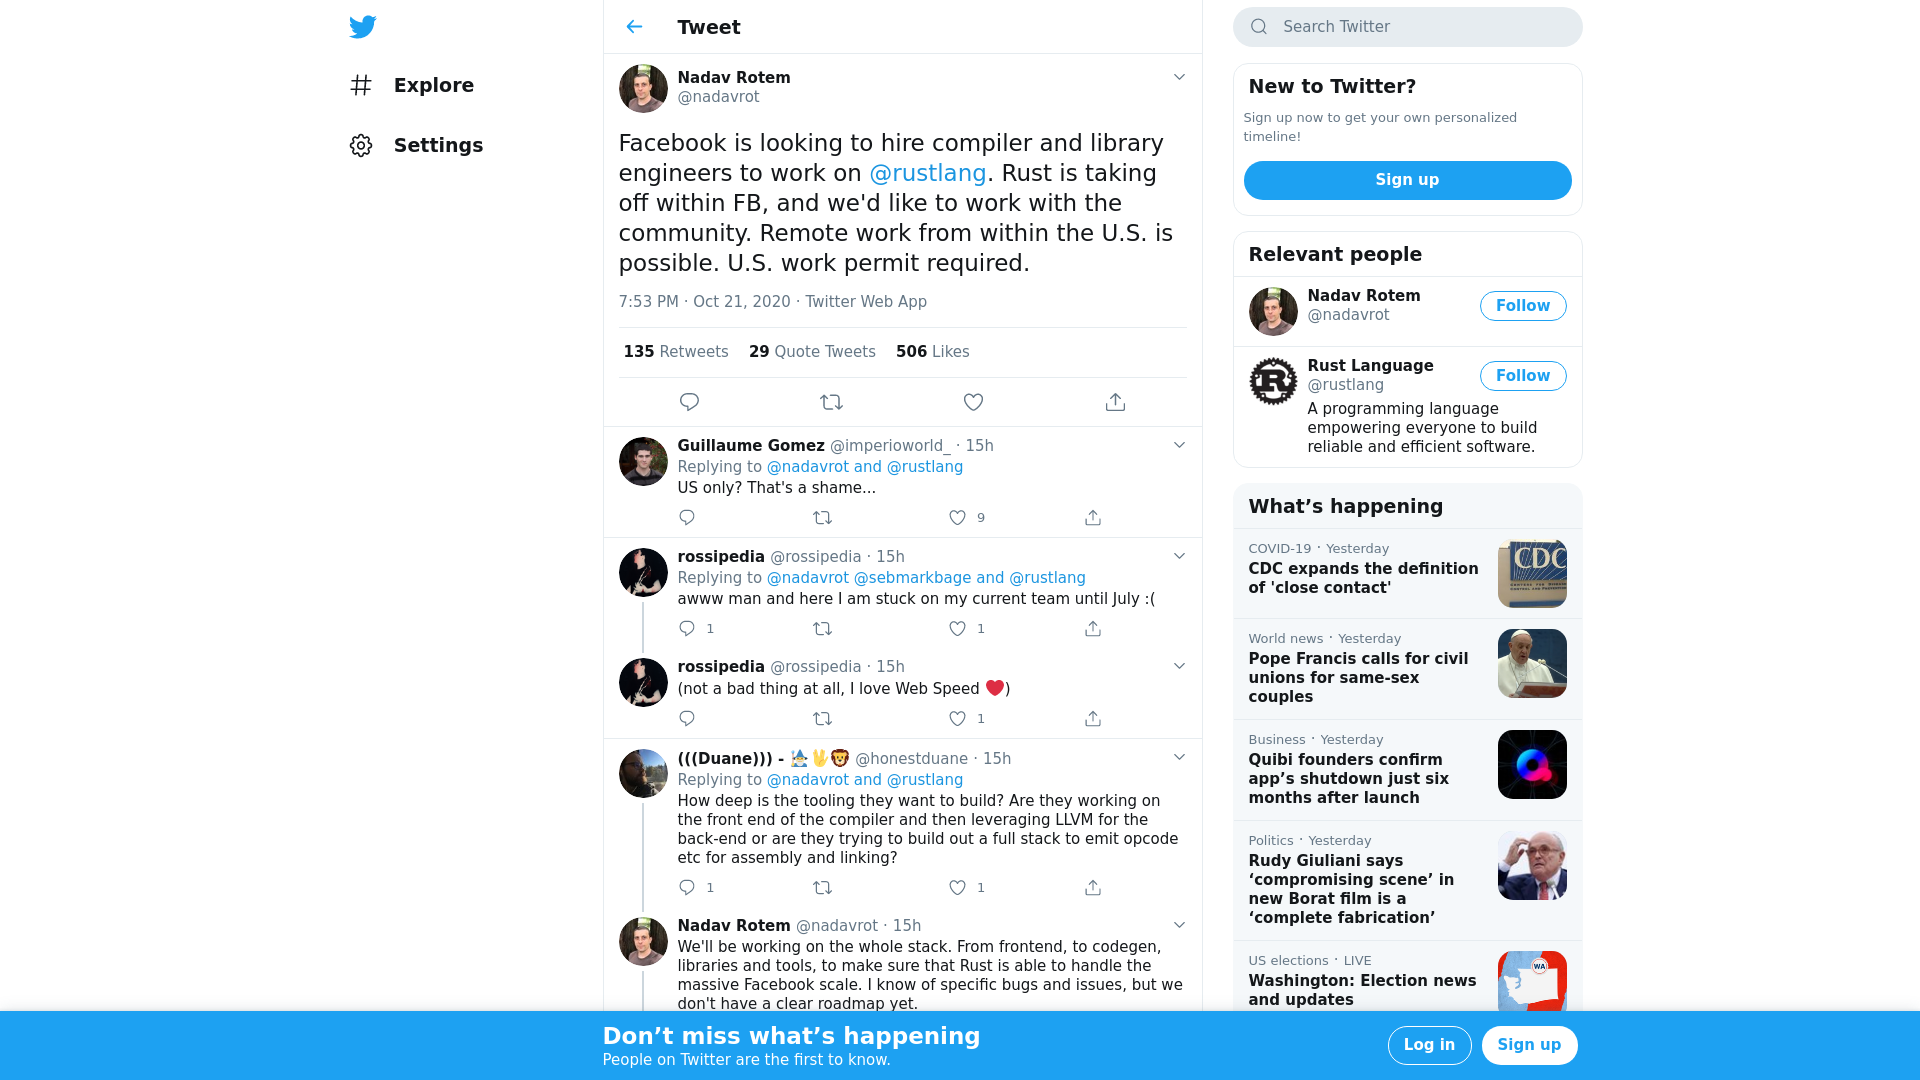 Explore
Settings
Tweet
Nadav Rotem
@nadavrot
Facebook is looking to hire compiler and library
engineers to work on @rustlang. Rust is taking
off within FB, and we'd like to work with the
community. Remote work from within the U.S. is
possible. U.S. work permit required.
7:53 PM · Oct 21, 2020 · Twitter Web App
135 Retweets 29 Quote Tweets 506 Likes
Guillaume Gomez @imperioworld_ · 15h
Replying to @nadavrot and @rustlang
US only? That's a shame...
9
rossipedia @rossipedia · 15h
Replying to @nadavrot @sebmarkbage and @rustlang
awww man and here I am stuck on my current team until July :(
1 1
rossipedia @rossipedia · 15h
(not a bad thing at all, I love Web Speed ❤️)
1
(((Duane))) - 🧙‍♂️🖖🦁 @honestduane · 15h
Replying to @nadavrot and @rustlang
How deep is the tooling they want to build? Are they working on
the front end of the compiler and then leveraging LLVM for the
back-end or are they trying to build out a full stack to emit opcode
etc for assembly and linking?
1 1
Nadav Rotem @nadavrot · 15h
We'll be working on the whole stack. From frontend, to codegen,
libraries and tools, to make sure that Rust is able to handle the
massive Facebook scale. I know of specific bugs and issues, but we
don't have a clear roadmap yet.
Search Twitter
New to Twitter?
Sign up now to get your own personalized
timeline!
Sign up
Relevant people
Nadav Rotem
@nadavrot
Follow
Rust Language
@rustlang
Follow
A programming language
empowering everyone to build
reliable and efficient software.
What’s happening
COVID-19 · Yesterday
CDC expands the definition
of 'close contact'
CDC
World news · Yesterday
Pope Francis calls for civil
unions for same-sex
couples
Business · Yesterday
Quibi founders confirm
app’s shutdown just six
months after launch
Politics · Yesterday
Rudy Giuliani says
‘compromising scene’ in
new Borat film is a
‘complete fabrication’
US elections · LIVE
Washington: Election news
and updates
WA
Don’t miss what’s happening
People on Twitter are the first to know.
Log in
Sign up